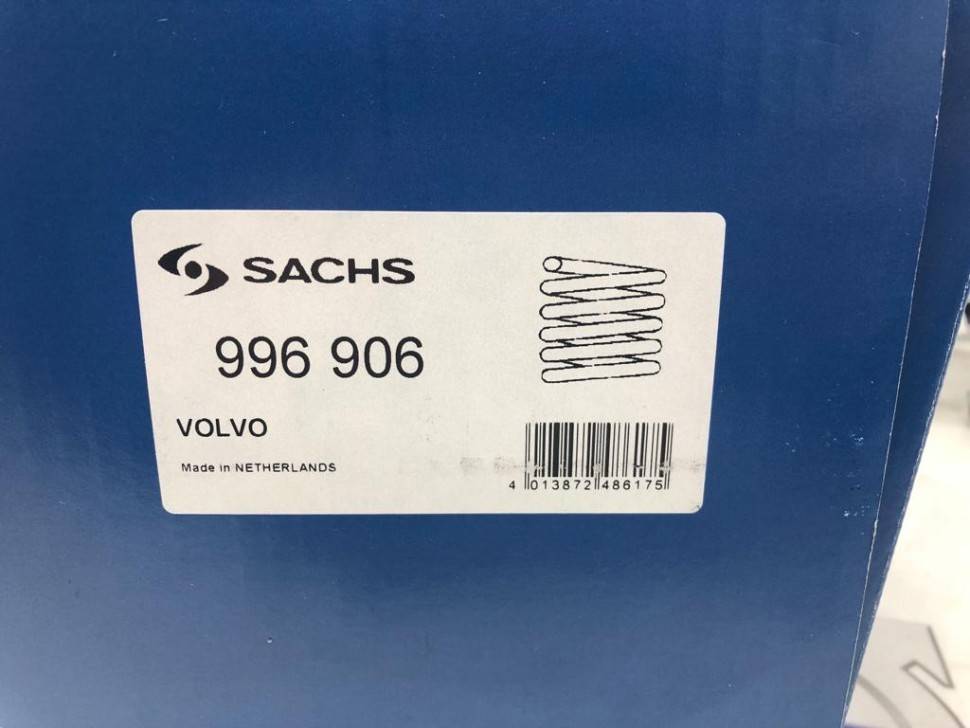 SACHS
996 906
VOLVO
Made in NETHERLANDS
4 013872 486175